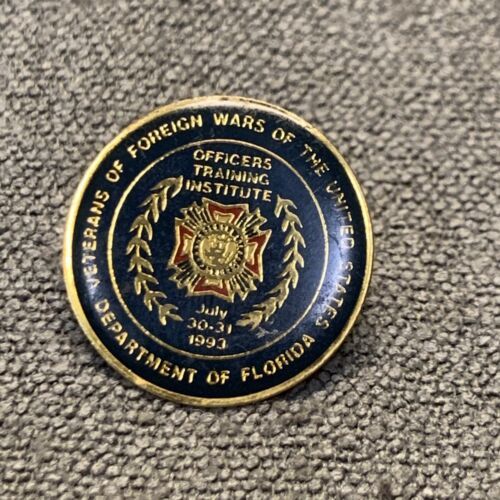 VETERANS OF FOREIGN WARS OF THE UNITED STATES
OFFICERS
TRAINING
INSTITUTE
July
30-31
1993
DEPARTMENT OF FLORIDA